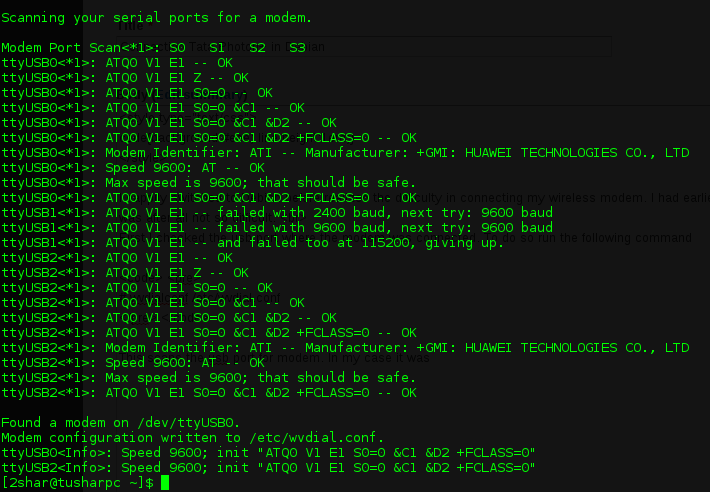 Scanning your serial ports for a modem.
Modem Port Scan<*1>: S0 S1 S2 S3
ttyUSB0<*1>: ATQ0 V1 E1 -- OK
ttyUSB0<*1>: ATQ0 V1 E1 Z -- OK
ttyUSB0<*1>: ATQ0 V1 E1 S0=0 -- OK
ttyUSB0<*1>: ATQ0 V1 E1 S0=0 &C1 -- OK
ttyUSB0<*1>: ATQ0 V1 E1 S0=0 &C1 &D2 -- OK
ttyUSB0<*1>: ATQ0 V1 E1 S0=0 &C1 &D2 +FCLASS=0 -- OK
ttyUSB0<*1>: Modem Identifier: ATI -- Manufacturer: +GMI: HUAWEI TECHNOLOGIES CO., LTD
ttyUSB0<*1>: Speed 9600: AT -- OK
ttyUSB0<*1>: Max speed is 9600; that should be safe.
ttyUSB0<*1>: ATQ0 V1 E1 S0=0 &C1 &D2 +FCLASS=0 -- OK
ttyUSB1<*1>: ATQ0 V1 E1 -- failed with 2400 baud, next try: 9600 baud
ttyUSB1<*1>: ATQ0 V1 E1 -- failed with 9600 baud, next try: 9600 baud
ttyUSB1<*1>: ATQ0 V1 E1 -- and failed too at 115200, giving up.
ttyUSB2<*1>: ATQ0 V1 E1 -- OK
ttyUSB2<*1>: ATQ0 V1 E1 Z -- OK
ttyUSB2<*1>: ATQ0 V1 E1 S0=0 -- OK
ttyUSB2<*1>: ATQ0 V1 E1 S0=0 &C1 -- OK
ttyUSB2<*1>: ATQ0 V1 E1 S0=0 &C1 &D2 -- OK
ttyUSB2<*1>: ATQ0 V1 E1 S0=0 &C1 &D2 +FCLASS=0 -- OK
ttyUSB2<*1>: Modem Identifier: ATI -- Manufacturer: +GMI: HUAWEI TECHNOLOGIES CO., LTD
ttyUSB2<*1>: Speed 9600: AT -- OK
ttyUSB2<*1>: Max speed is 9600; that should be safe.
ttyUSB2<*1>: ATQ0 V1 E1 S0=0 &C1 &D2 +FCLASS=0 -- OK
Found a modem on /dev/ttyUSB0.
Modem configuration written to /etc/wvdial.conf.
ttyUSB0<Info>: Speed 9600; init "ATQ0 V1 E1 S0=0 &C1 &D2 +FCLASS=0"
ttyUSB2<Info>: Speed 9600; init "ATQ0 V1 E1 S0=0 &C1 &D2 +FCLASS=0"
[2shar@tusharpc ~]$